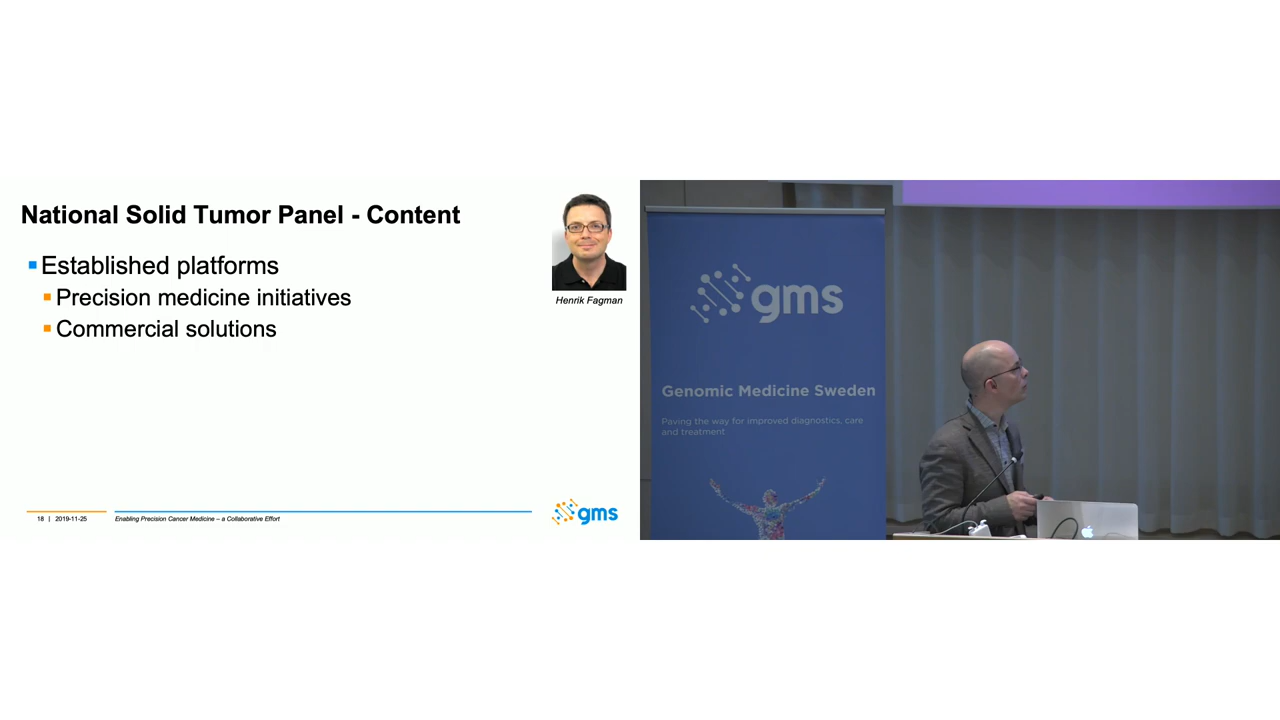 National Solid Tumor Panel - Content
Established platforms
Precision medicine initiatives
Commercial solutions
Henrik Fagman
18 | 2019-11-25
Enabling Precision Cancer Medicine – a Collaborative Effort
gms
gms
Genomic Medicine Sweden
Paving the way for improved diagnostics, care
and treatment